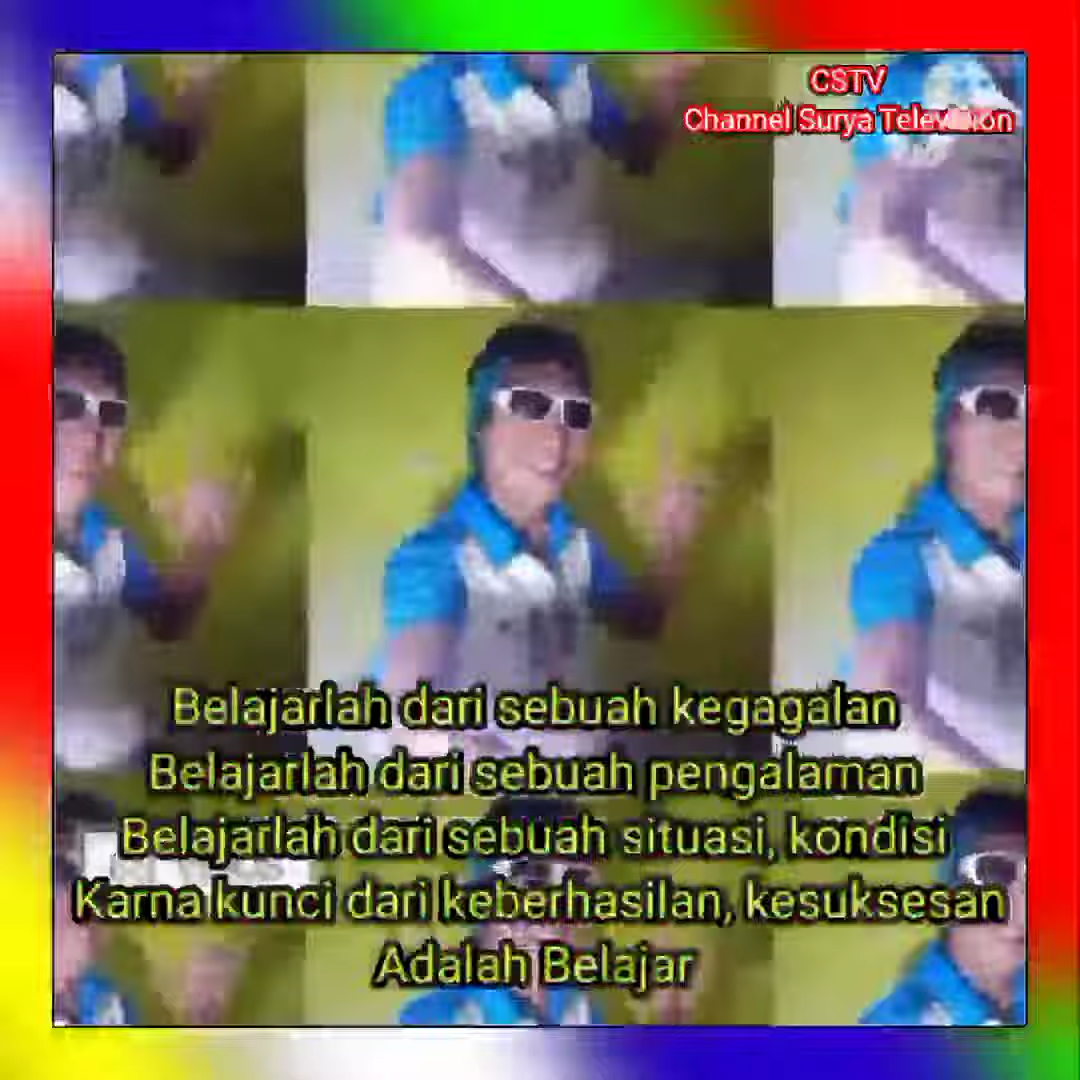 CSTV
Channel Surya Television
Belajarlah dari sebuah kegagalan
Belajarlah dari sebuah pengalaman
Belajarlah dari sebuah situasi, kondisi
Karna kunci dari keberhasilan, kesuksesan
Adalah Belajar